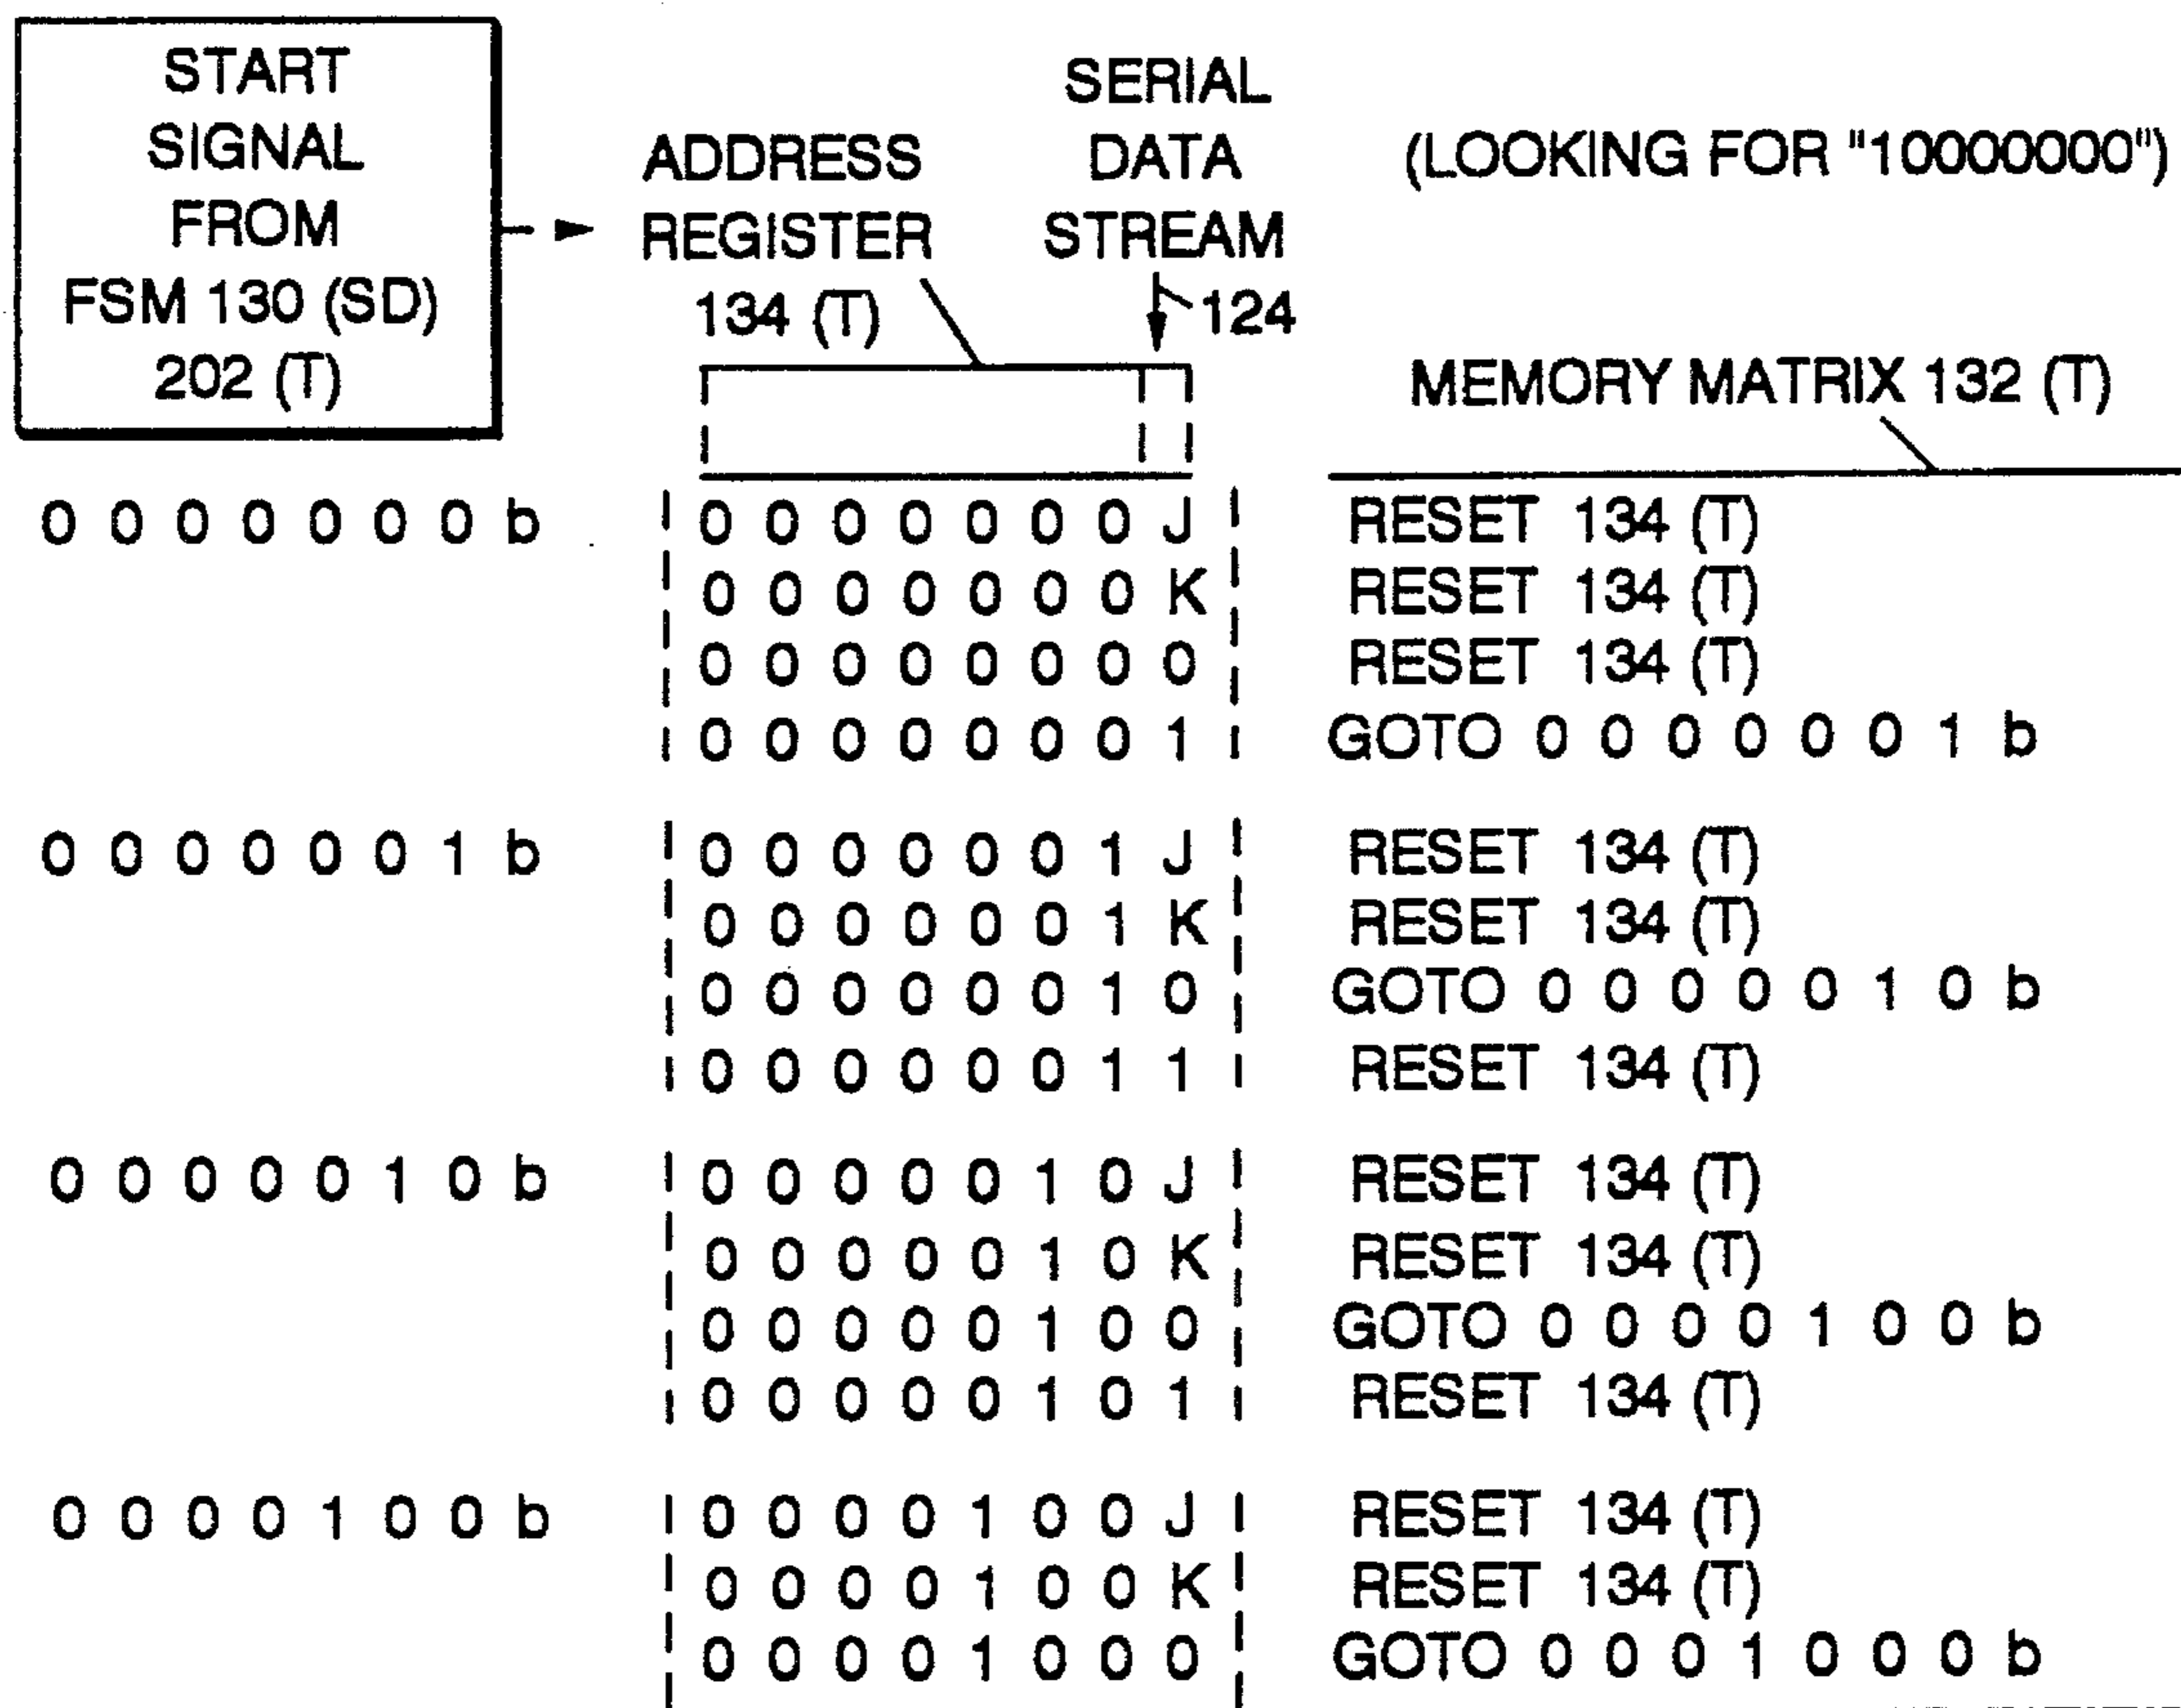 START
SIGNAL
FROM
FSM 130 (SD)
202 (T)
ADDRESS
REGISTER
134 (T)
SERIAL
DATA
STREAM
124
(LOOKING FOR "10000000")
MEMORY MATRIX 132 (T)
0 0 0 0 0 0 0 b 0 0 0 0 0 0 0 J RESET 134 (T)
0 0 0 0 0 0 0 K RESET 134 (T)
0 0 0 0 0 0 0 0 RESET 134 (T)
0 0 0 0 0 0 0 1 GOTO 0 0 0 0 0 0 1 b
0 0 0 0 0 0 1 b 0 0 0 0 0 0 1 J RESET 134 (T)
0 0 0 0 0 0 1 K RESET 134 (T)
0 0 0 0 0 0 1 0 GOTO 0 0 0 0 0 1 0 b
0 0 0 0 0 0 1 1 RESET 134 (T)
0 0 0 0 0 1 0 b 0 0 0 0 0 1 0 J RESET 134 (T)
0 0 0 0 0 1 0 K RESET 134 (T)
0 0 0 0 0 1 0 0 GOTO 0 0 0 0 1 0 0 b
0 0 0 0 0 1 0 1 RESET 134 (T)
0 0 0 0 1 0 0 b 0 0 0 0 1 0 0 J RESET 134 (T)
0 0 0 0 1 0 0 K RESET 134 (T)
0 0 0 0 1 0 0 0 GOTO 0 0 0 1 0 0 0 b